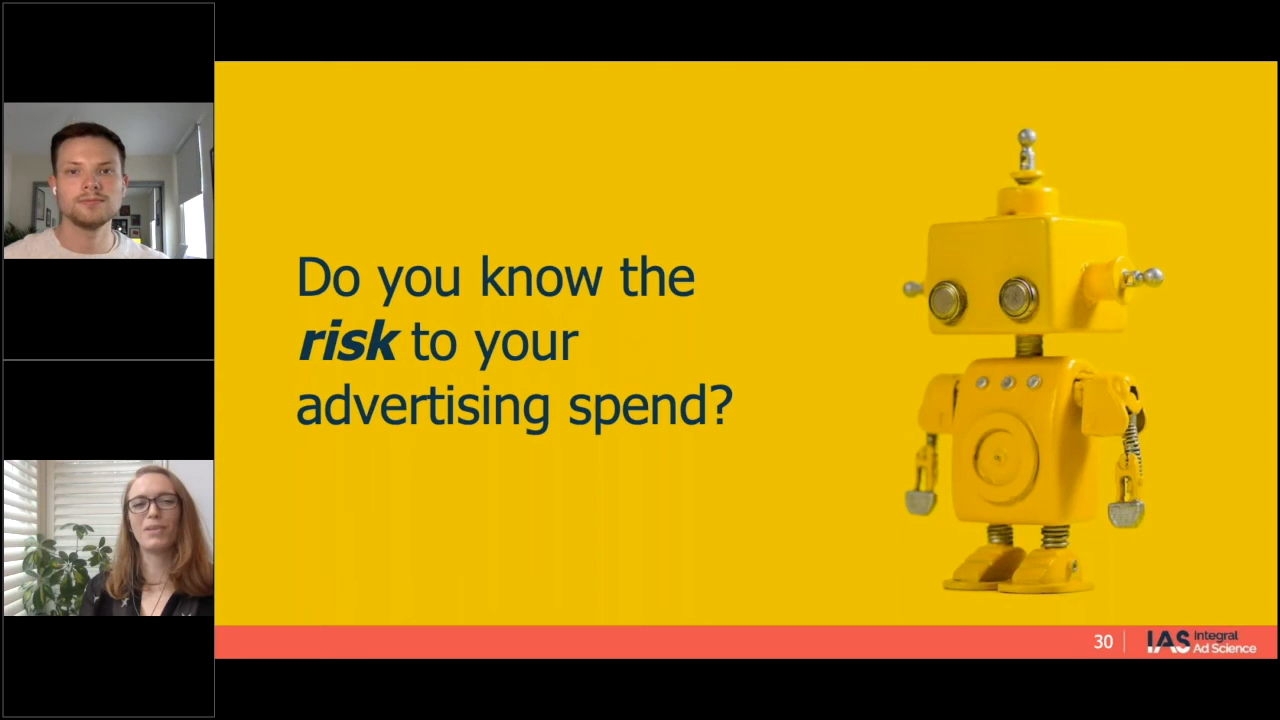 Do you know the
risk to your
advertising spend?
30
IAS Integral
Ad Science